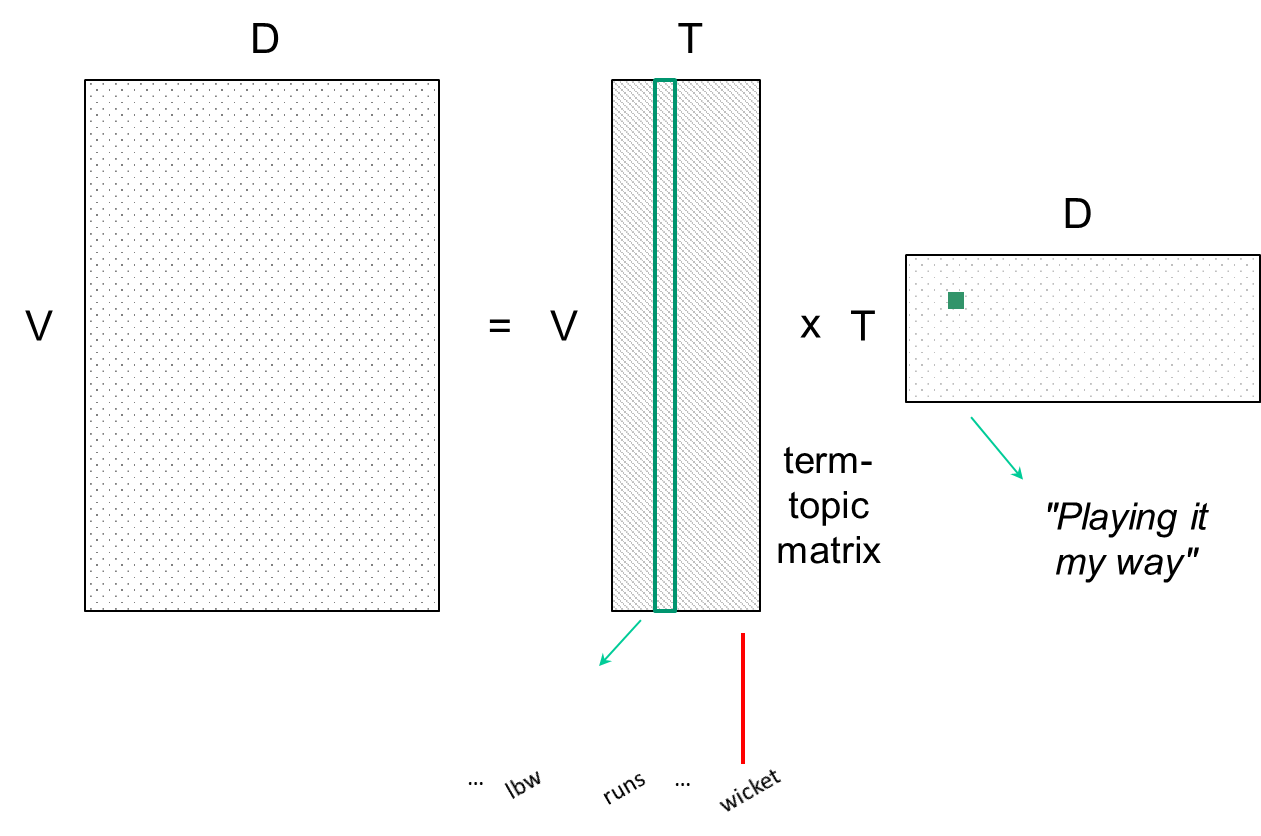 D
T
D
V
=
V
x
T
term-
topic
matrix
"Playing it
my way"
...
lbw
runs
...
wicket